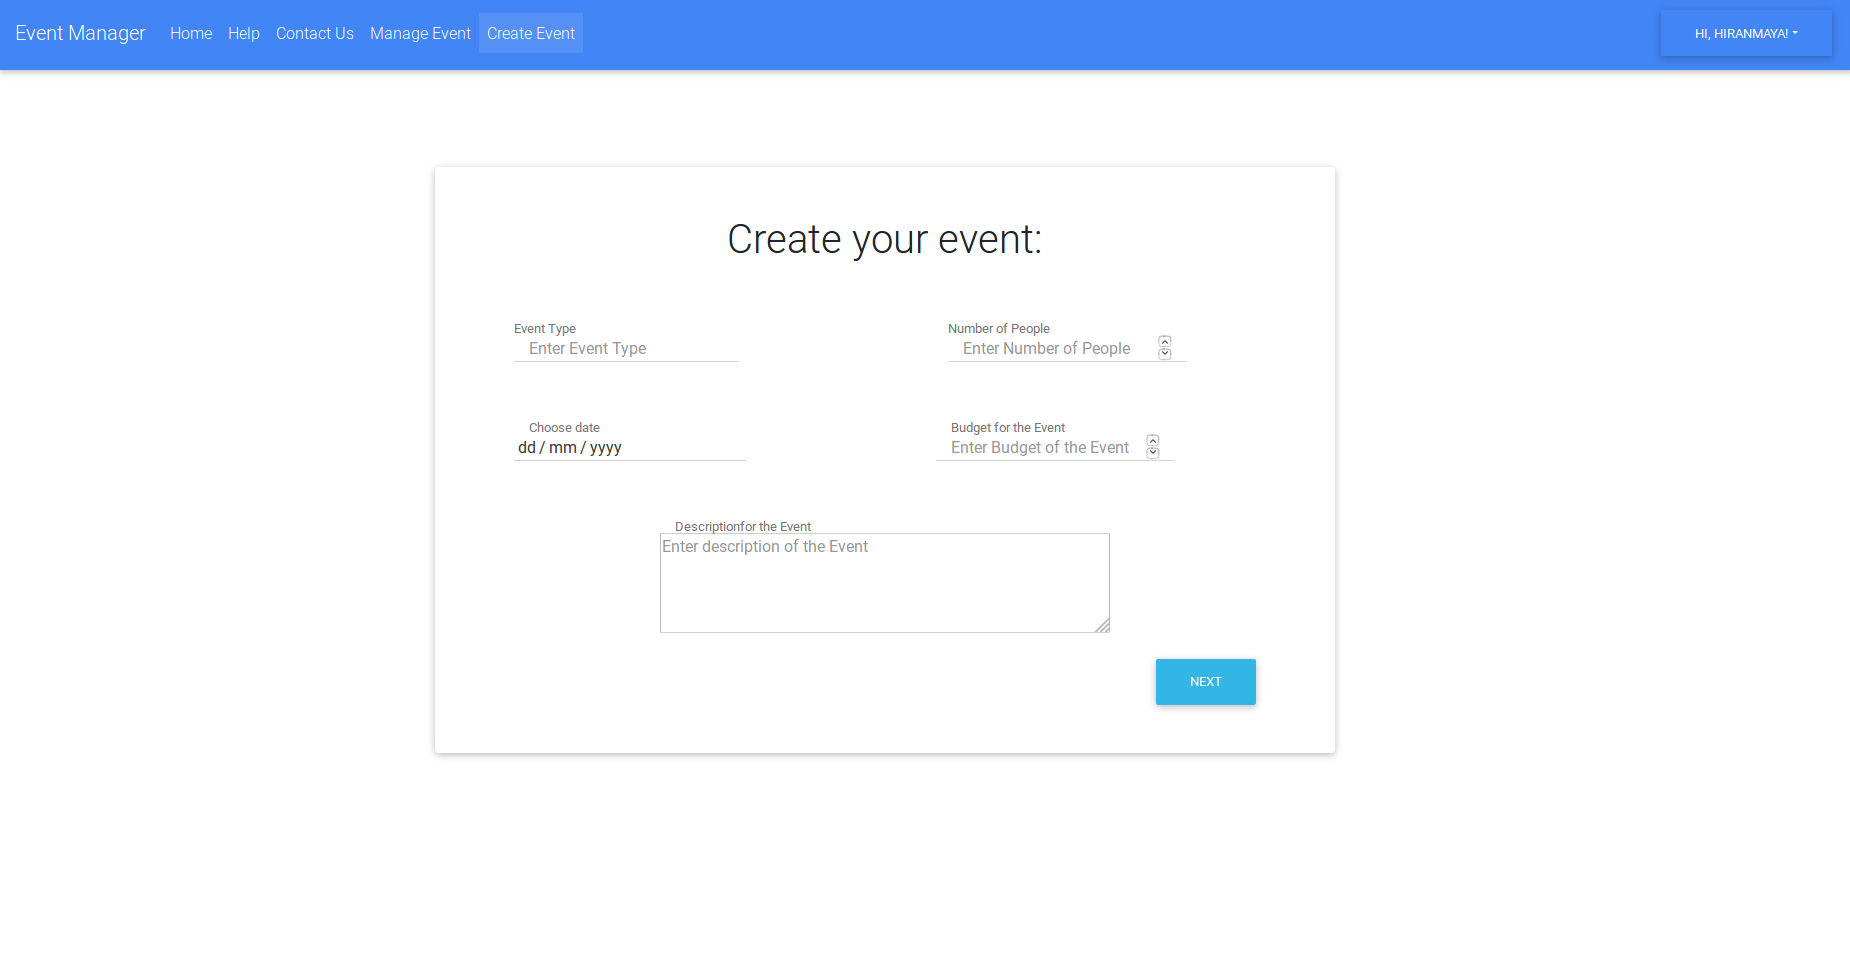 Event Manager Home Help Contact Us Manage Event Create Event HI, HIRANMAYA!
Create your event:
Event Type
Enter Event Type
Number of People
Enter Number of People
Choose date
dd / mm / yyyy
Budget for the Event
Enter Budget of the Event
Descriptionfor the Event
Enter description of the Event
NEXT